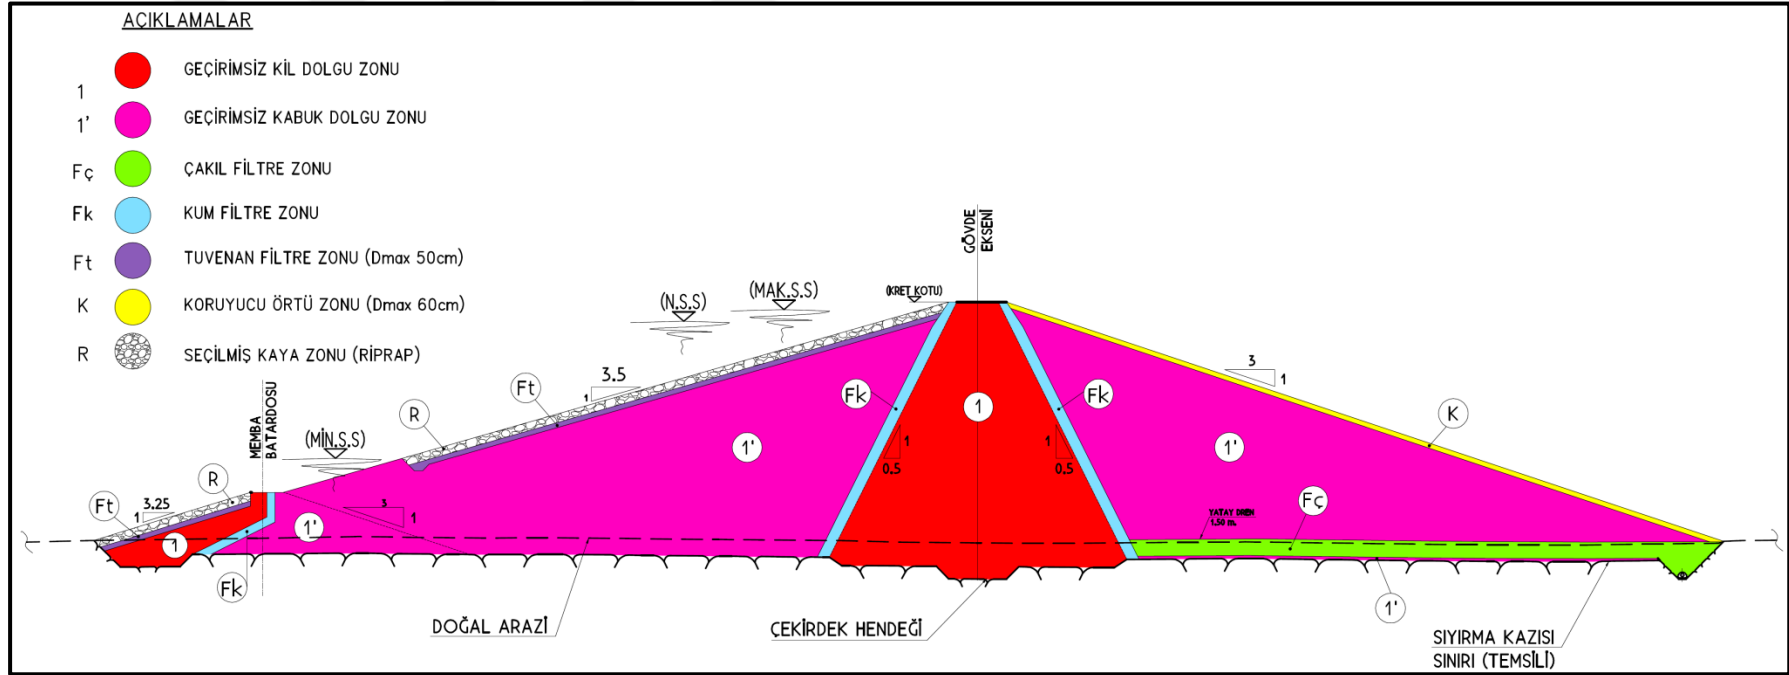 AÇIKLAMALAR
1 GEÇİRİMSİZ KİL DOLGU ZONU
1' GEÇİRİMSİZ KABUK DOLGU ZONU
Fç ÇAKIL FİLTRE ZONU
Fk KUM FİLTRE ZONU
Ft TUVENAN FİLTRE ZONU (Dmax 50cm)
K KORUYUCU ÖRTÜ ZONU (Dmax 60cm)
R SEÇİLMİŞ KAYA ZONU (RİPRAP)
GÖVDE
EKSENİ
(KRET KOTU)
(MAK.S.S)
(N.S.S)
(MİN.S.S)
MEMBA
BATARDOSU
3.5
1
3
1
3.25
1
3
1
1
0.5
1
0.5
Ft
R
R
Ft
Fk
1
Fk
K
1'
1'
Fç
1'
1
Fk
1'
YATAY DREN
1.50 m.
DOĞAL ARAZİ
ÇEKİRDEK HENDEĞİ
SIYIRMA KAZISI
SINIRI (TEMSİLİ)